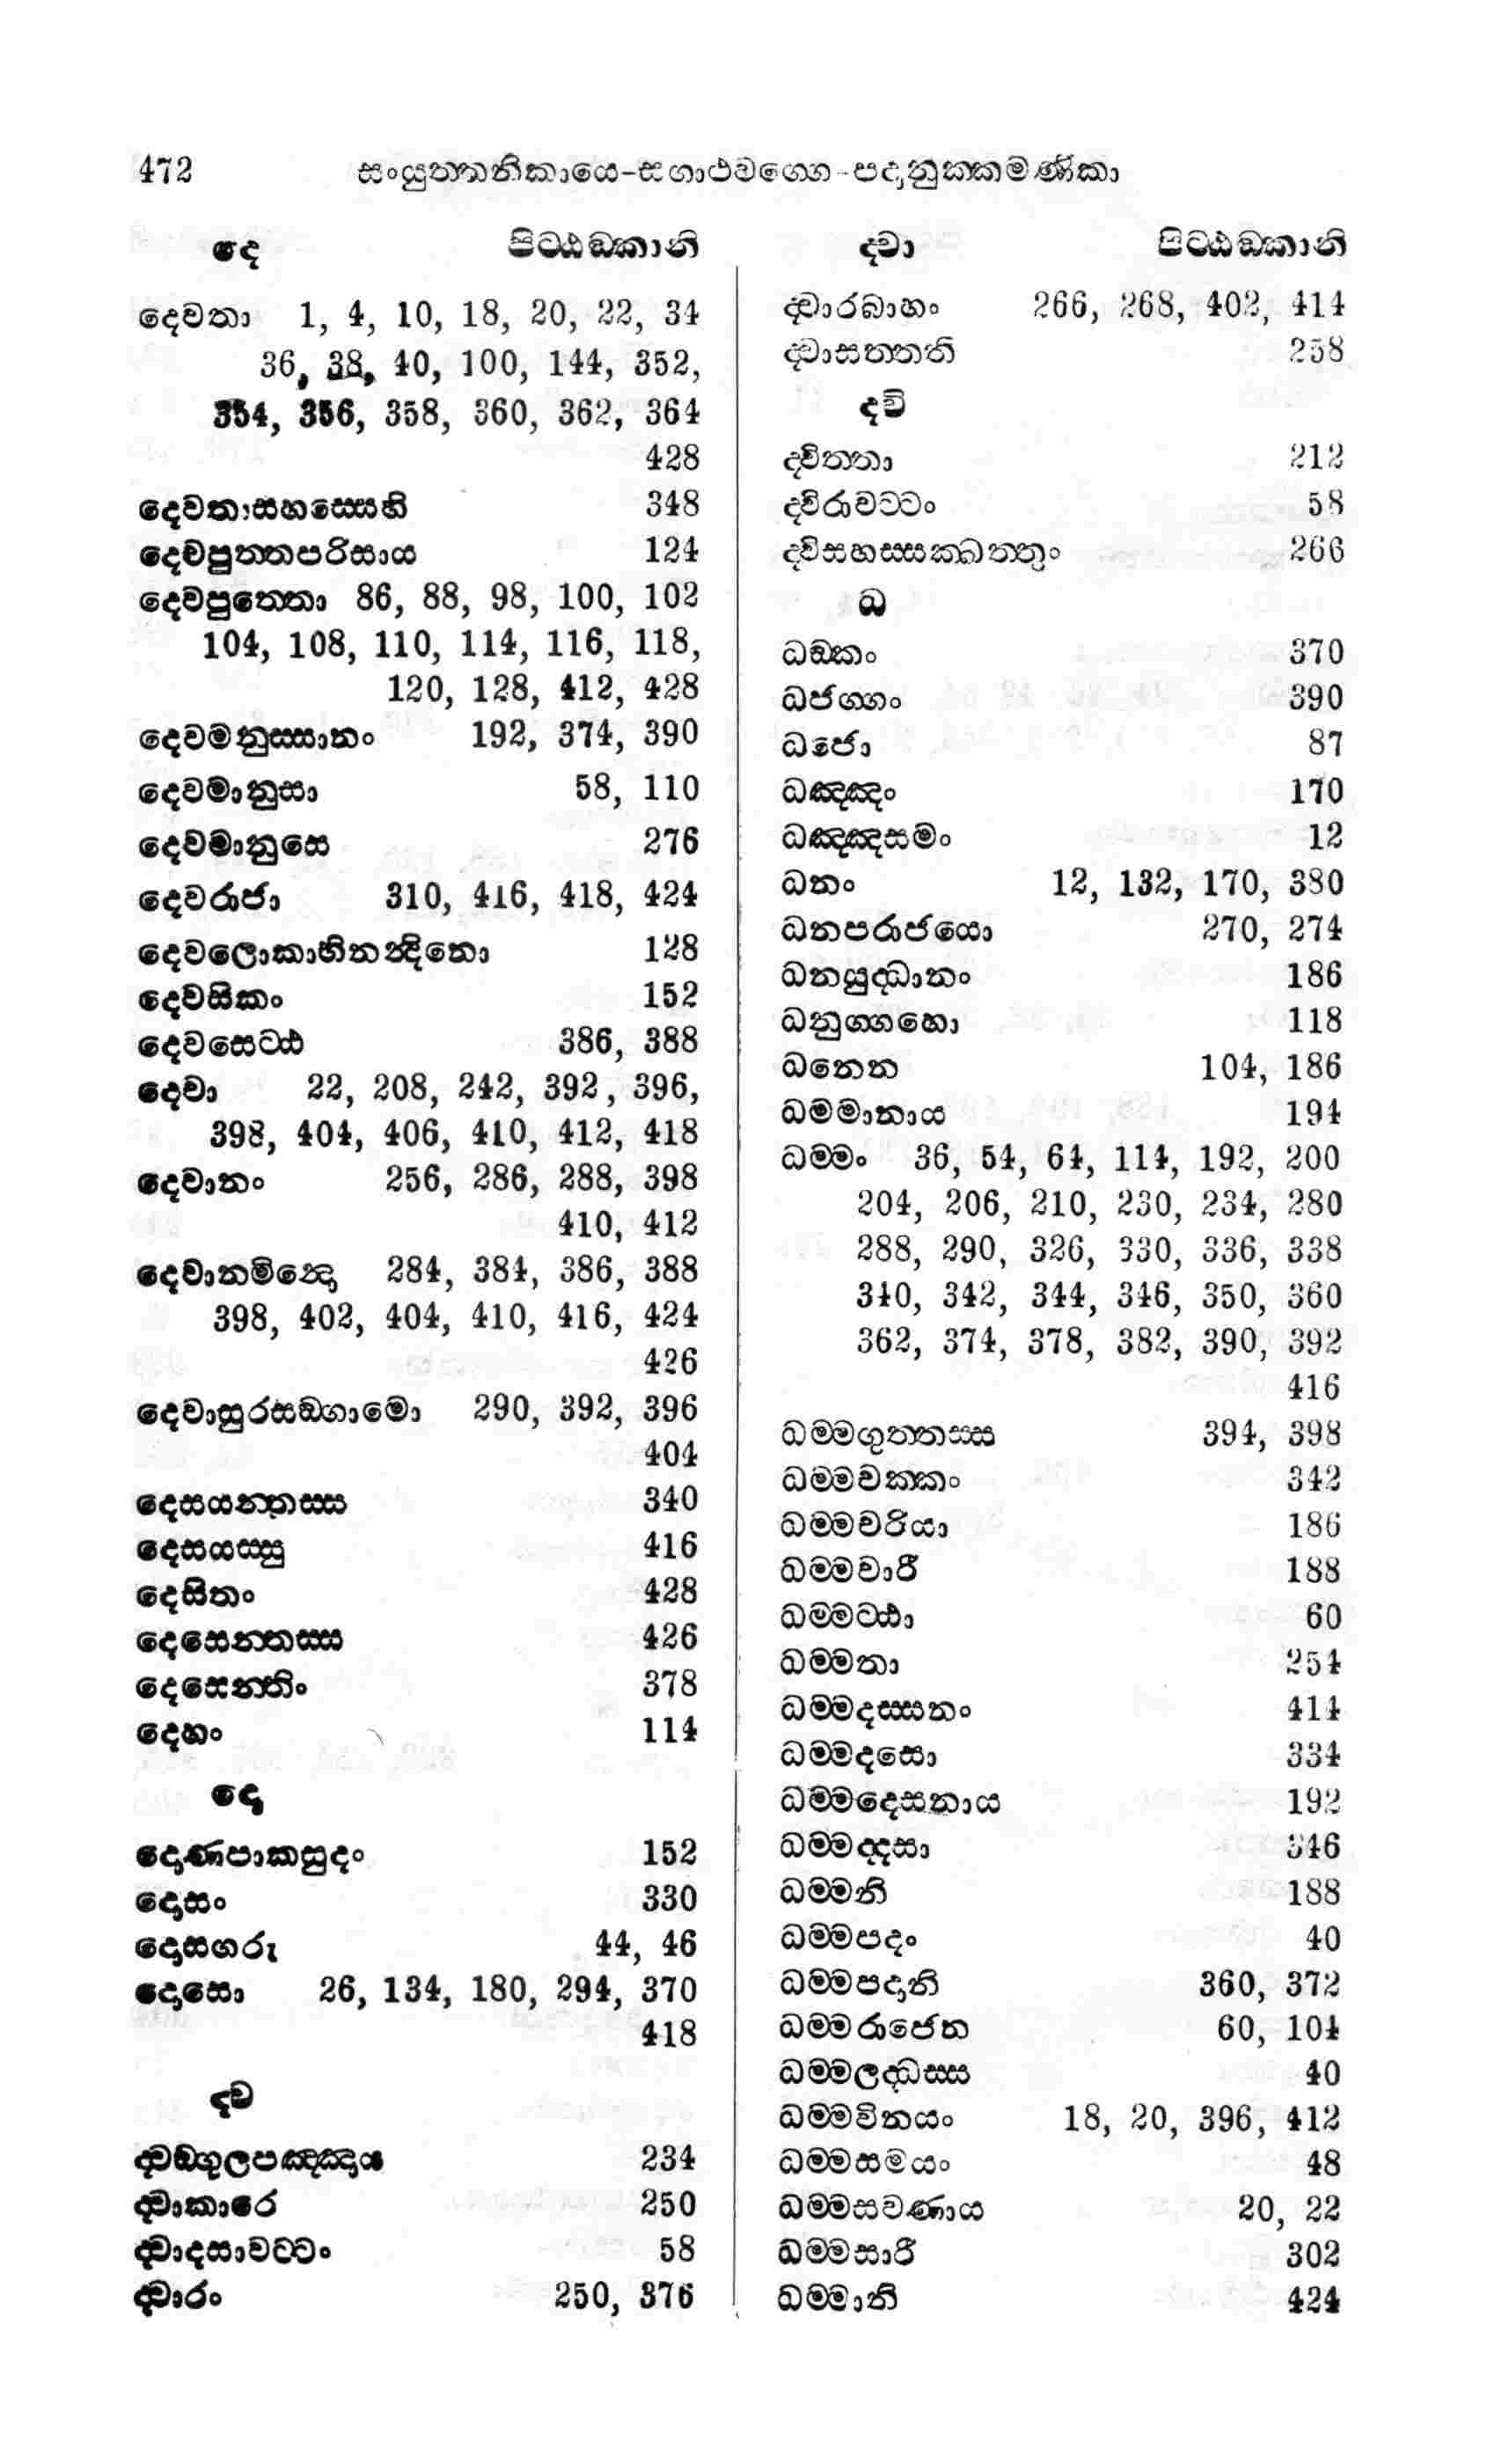 472 සංයුත්තනිකායෙ-සගාථවග්ගෙ-පදානුක්කමණිකා
දෙ පිට්ඨඞ්කානි
දෙවතා 1, 4, 10, 18, 20, 22, 34
36, 38, 40, 100, 144, 352,
354, 356, 358, 360, 362, 364
428
දෙවතාසහස්සෙහි 348
දෙවපුත්තපරිසාය 124
දෙවපුත්තො 86, 88, 98, 100, 102
104, 108, 110, 114, 116, 118,
120, 128, 412, 428
දෙවමනුස්සානං 192, 374, 390
දෙවමානුසා 58, 110
දෙවමානුසෙ 276
දෙවරාජා 310, 416, 418, 424
දෙවලොකාභිනන්දිනො 128
දෙවසිකං 152
දෙවසෙට්ඨ 386, 388
දෙවා 22, 208, 242, 392, 396,
398, 404, 406, 410, 412, 418
දෙවානං 256, 286, 288, 398
410, 412
දෙවානමින්දො 284, 384, 386, 388
398, 402, 404, 410, 416, 424
426
දෙවාසුරසඞ්ගාමො 290, 392, 396
404
දෙසයන්තස්ස 340
දෙසයස්සු 416
දෙසිතං 428
දෙසෙන්තස්ස 426
දෙසෙන්තිං 378
දෙහං 114
දො
දොණපාකසුදං 152
දොසං 330
දොසගරු 44, 46
දොසො 26, 134, 180, 294, 370
418
ද්ව
ද්වඞ්ගුලපඤ්ඤාය 234
ද්වාකාරෙ 250
ද්වාදසාවට්ටං 58
ද්වාරං 250, 376
ද්වා පිට්ඨඞ්කානි
ද්වාරබාහං 266, 268, 402, 414
ද්වාසත්තති 258
ද්වි
ද්විත්තා 212
ද්විරාවට්ටං 58
ද්විසහස්සක්ඛත්තුං 266
ධ
ධඞ්කං 370
ධජග්ගං 390
ධජො 87
ධඤ්ඤං 170
ධඤ්ඤසමං 12
ධනං 12, 132, 170, 380
ධනපරාජයො 270, 274
ධනයුද්ධානං 186
ධනුග්ගහො 118
ධනෙන 104, 186
ධම්මානාය 194
ධම්මං 36, 54, 64, 114, 192, 200
204, 206, 210, 230, 234, 280
288, 290, 326, 330, 336, 338
340, 342, 344, 346, 350, 360
362, 374, 378, 382, 390, 392
416
ධම්මගුත්තස්ස 394, 398
ධම්මචක්කං 342
ධම්මචරියා 186
ධම්මචාරී 188
ධම්මට්ඨා 60
ධම්මතා 254
ධම්මදස්සනං 414
ධම්මදසො 334
ධම්මදෙසනාය 192
ධම්මද්දසා 346
ධම්මනි 188
ධම්මපදං 40
ධම්මපදානි 360, 372
ධම්මරාජෙන 60, 104
ධම්මලද්ධස්ස 40
ධම්මවිනයං 18, 20, 396, 412
ධම්මසමයං 48
ධම්මසවණාය 20, 22
ධම්මසාරී 302
ධම්මානි 424